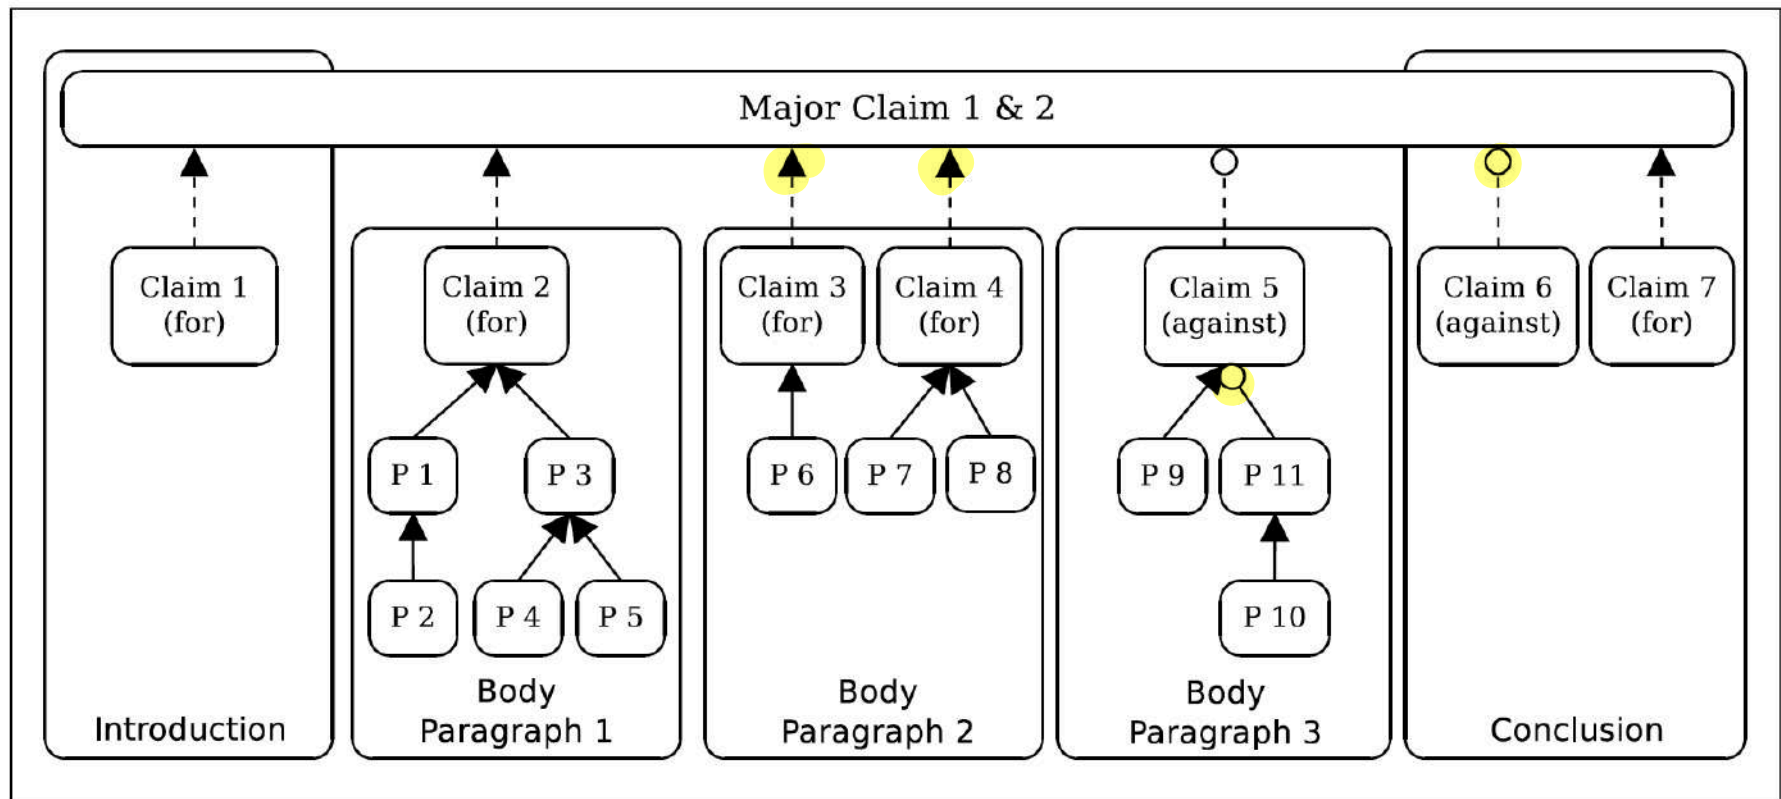 Major Claim 1 & 2
Claim 1
(for)
Claim 2
(for)
Claim 3
(for)
Claim 4
(for)
Claim 5
(against)
Claim 6
(against)
Claim 7
(for)
P 1
P 3
P 6
P 7
P 8
P 9
P 11
P 2
P 4
P 5
P 10
Introduction
Body
Paragraph 1
Body
Paragraph 2
Body
Paragraph 3
Conclusion